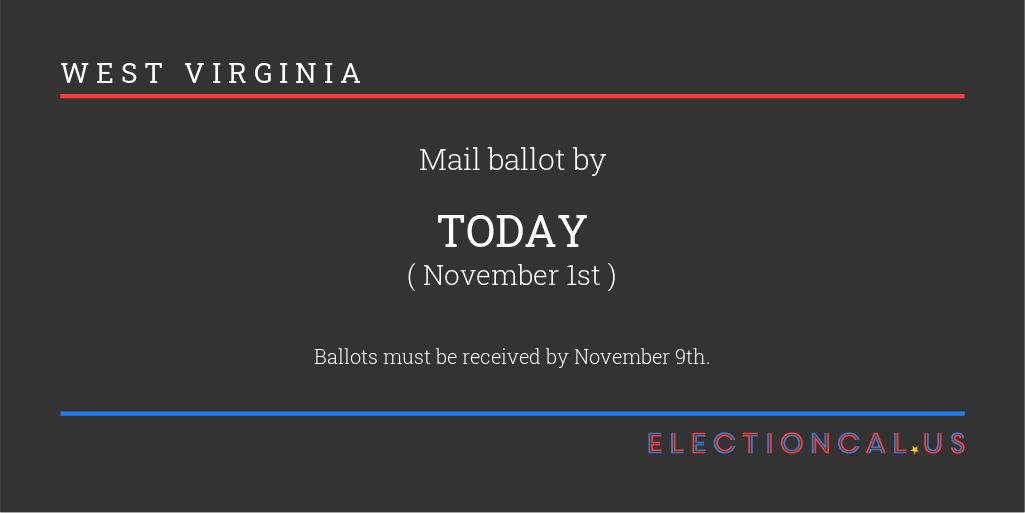 WEST VIRGINIA
Mail ballot by
TODAY
( November 1st )
Ballots must be received by November 9th.
ELECTIONCAL.US